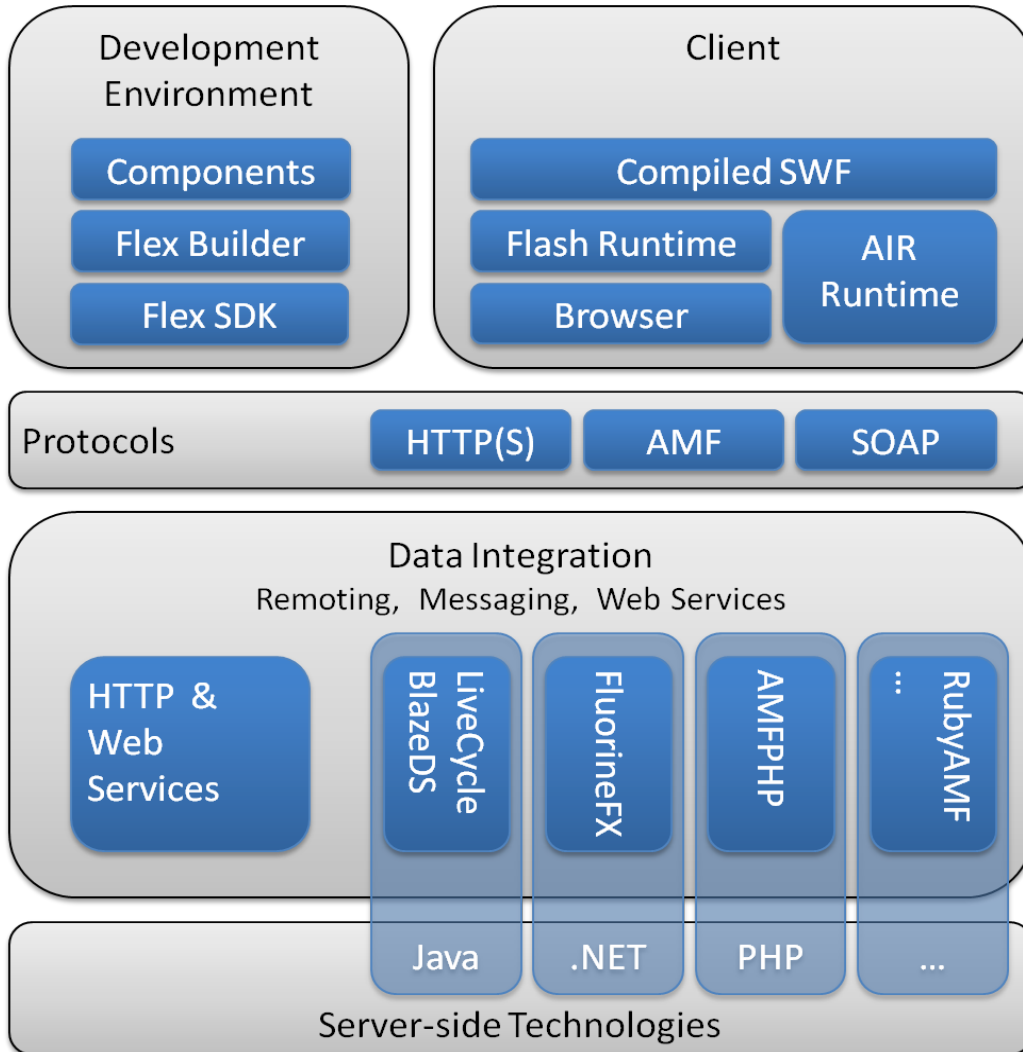 Development
Environment
Components
Flex Builder
Flex SDK
Client
Compiled SWF
Flash Runtime
Browser
AIR
Runtime
Protocols
HTTP(S)
AMF
SOAP
Data Integration
Remoting, Messaging, Web Services
HTTP &
Web
Services
LiveCycle
BlazeDS
FluorineFX
AMFPHP
RubyAMF
...
Java
.NET
PHP
...
Server-side Technologies